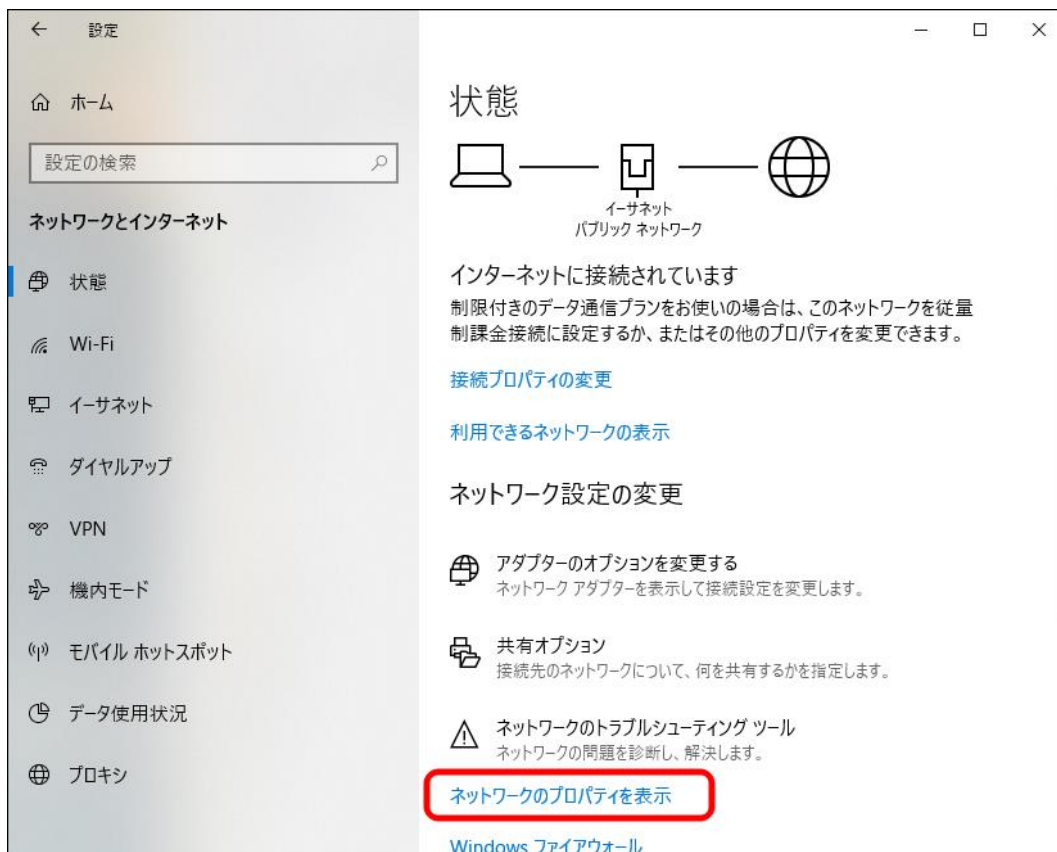 設定
ホーム
設定の検索
ネットワークとインターネット
状態
Wi-Fi
イーサネット
ダイヤルアップ
VPN
機内モード
モバイル ホットスポット
データ使用状況
プロキシ
状態
イーサネット
パブリック ネットワーク
インターネットに接続されています
制限付きのデータ通信プランをお使いの場合は、このネットワークを従量
制課金接続に設定するか、またはその他のプロパティを変更できます。
接続プロパティの変更
利用できるネットワークの表示
ネットワーク設定の変更
アダプターのオプションを変更する
ネットワーク アダプターを表示して接続設定を変更します。
共有オプション
接続先のネットワークについて、何を共有するかを指定します。
ネットワークのトラブルシューティング ツール
ネットワークの問題を診断し、解決します。
ネットワークのプロパティを表示
Windows ファイアウォール